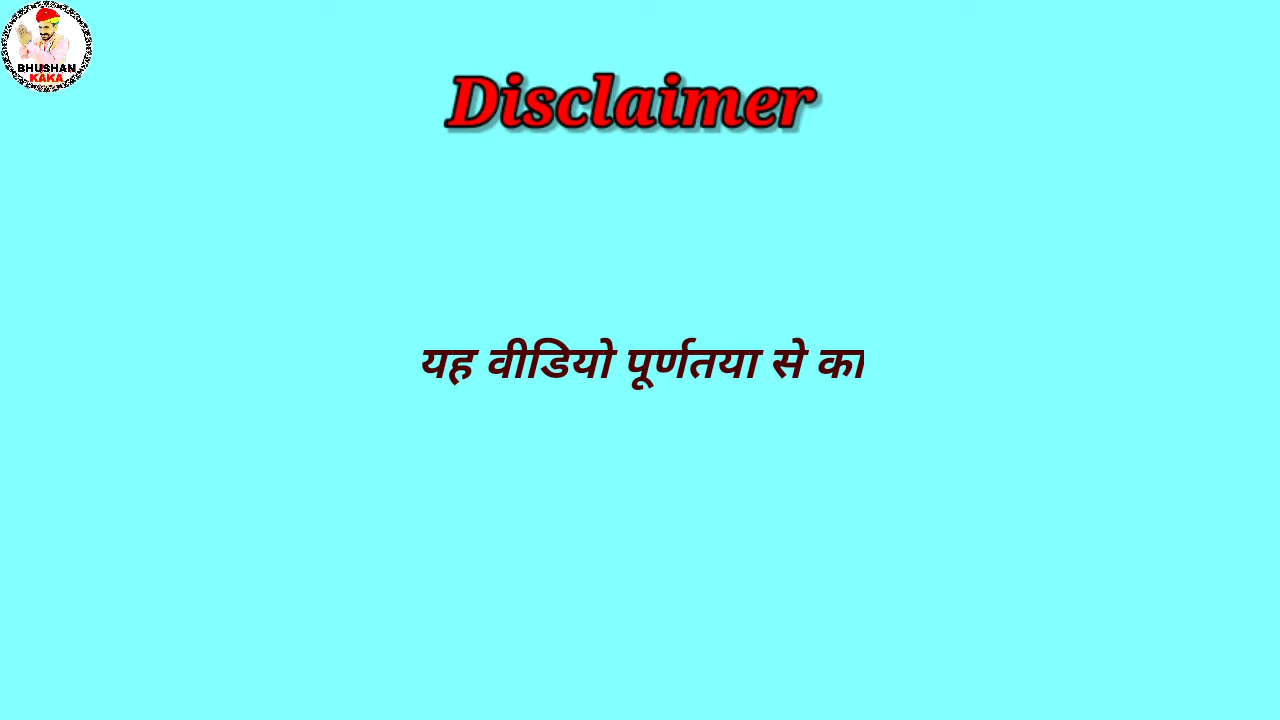 BHUSHAN
KAKA
Disclaimer
यह वीडियो पूर्णतया से का